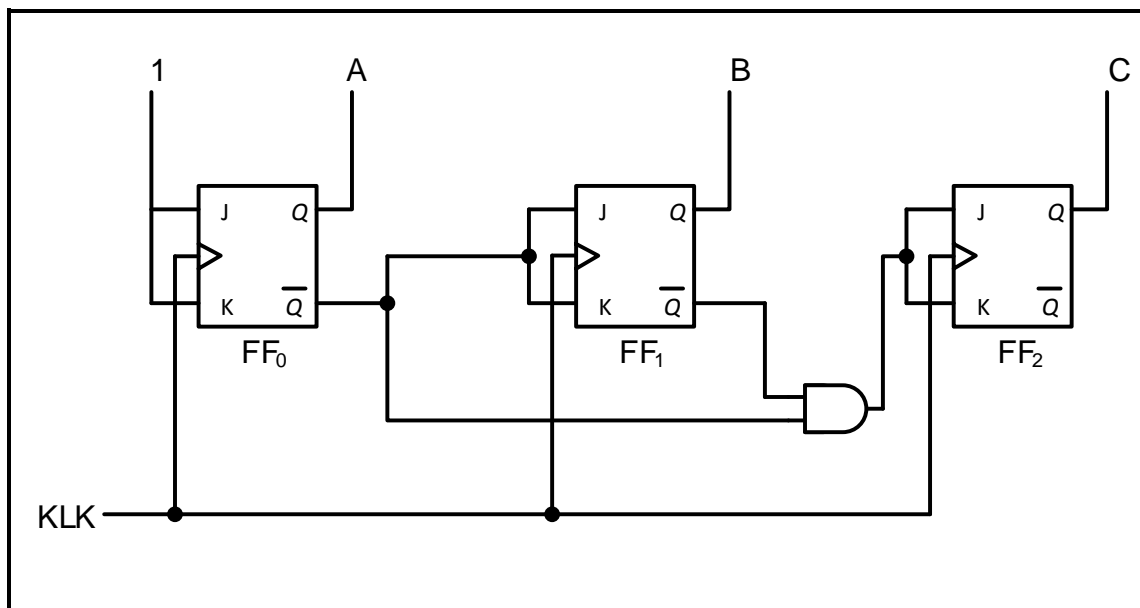 1 A B C
J Q J Q J Q
K Q̅ K Q̅ K Q̅
FF₀ FF₁ FF₂
KLK